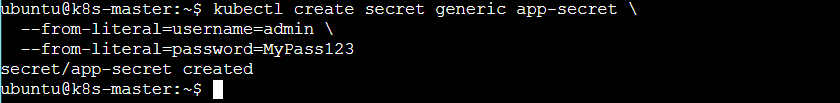 ubuntu@k8s-master:~$ kubectl create secret generic app-secret \
  --from-literal=username=admin \
  --from-literal=password=MyPass123
secret/app-secret created
ubuntu@k8s-master:~$